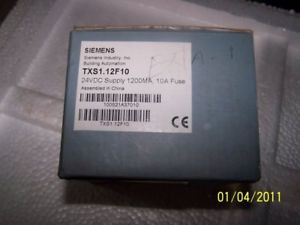 SIEMENS
Siemens Industry, Inc
Building Automation
TXS1.12F10
24VDC Supply 1200MA, 10A Fuse
Assembled in China
TXS1.12F10
CE
01/04/2011